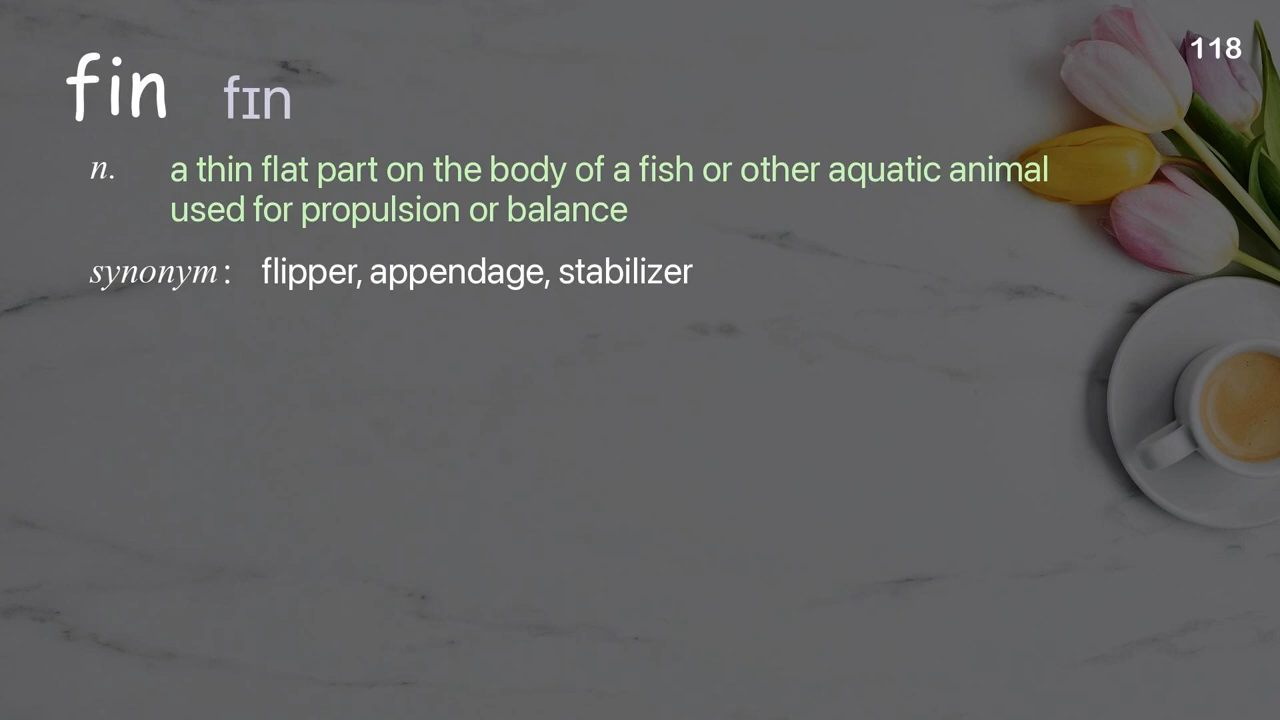 118
fin fɪn
n. a thin flat part on the body of a fish or other aquatic animal
used for propulsion or balance
synonym: flipper, appendage, stabilizer